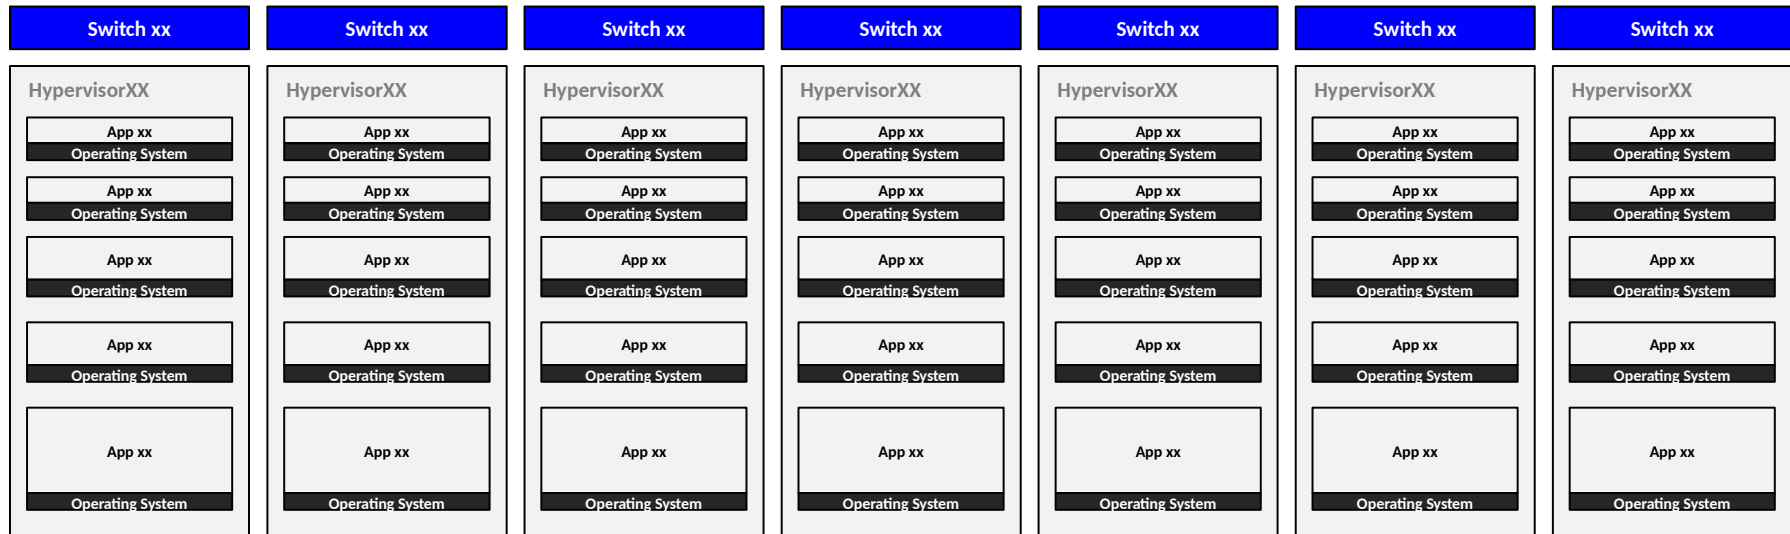 Switch xx
Switch xx
Switch xx
Switch xx
Switch xx
Switch xx
Switch xx
HypervisorXX
App xx
Operating System
App xx
Operating System
App xx
Operating System
App xx
Operating System
App xx
Operating System
HypervisorXX
App xx
Operating System
App xx
Operating System
App xx
Operating System
App xx
Operating System
App xx
Operating System
HypervisorXX
App xx
Operating System
App xx
Operating System
App xx
Operating System
App xx
Operating System
App xx
Operating System
HypervisorXX
App xx
Operating System
App xx
Operating System
App xx
Operating System
App xx
Operating System
App xx
Operating System
HypervisorXX
App xx
Operating System
App xx
Operating System
App xx
Operating System
App xx
Operating System
App xx
Operating System
HypervisorXX
App xx
Operating System
App xx
Operating System
App xx
Operating System
App xx
Operating System
App xx
Operating System
HypervisorXX
App xx
Operating System
App xx
Operating System
App xx
Operating System
App xx
Operating System
App xx
Operating System